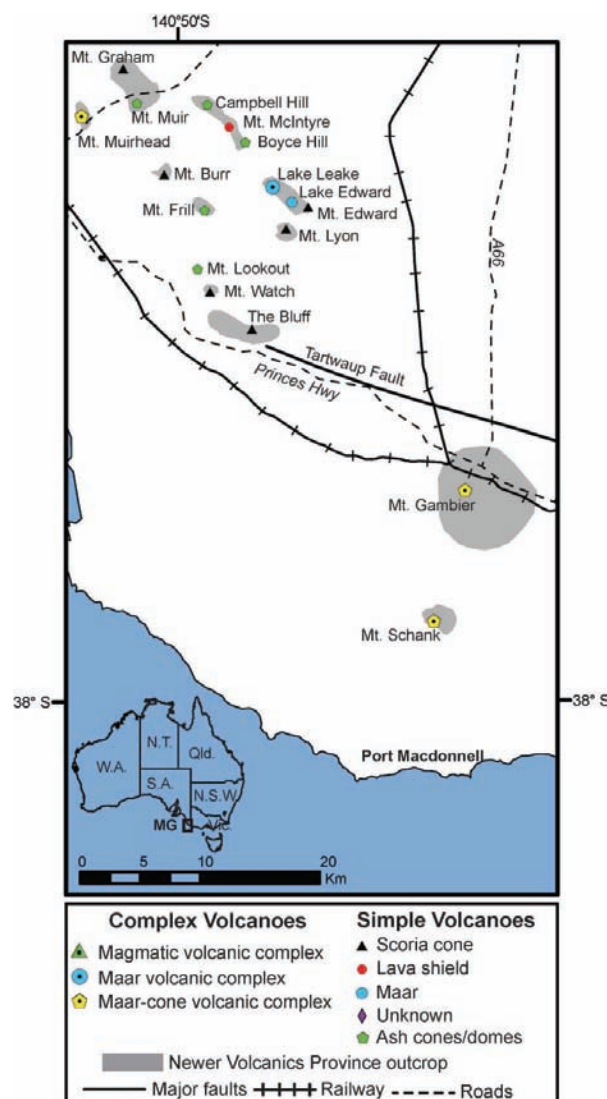 140°50'S
Mt. Graham
Mt. Muir
Campbell Hill
Mt. McIntyre
Mt. Muirhead
Boyce Hill
Mt. Burr
Lake Leake
Lake Edward
Mt. Edward
Mt. Frill
Mt. Lyon
A66
Mt. Lookout
Mt. Watch
The Bluff
Tartwaup Fault
Princes Hwy
Mt. Gambier
Mt. Schank
38° S
38° S
Port Macdonnell
N.T.
Qld.
W.A.
S.A.
N.S.W.
Vic.
MG
0 5 10 20
Km
Complex Volcanoes
Magmatic volcanic complex
Maar volcanic complex
Maar-cone volcanic complex
Simple Volcanoes
Scoria cone
Lava shield
Maar
Unknown
Ash cones/domes
Newer Volcanics Province outcrop
Major faults Railway Roads